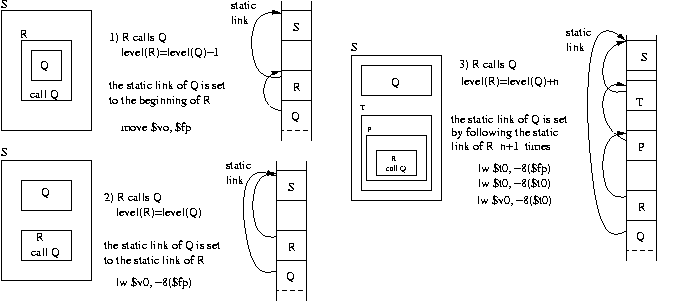 S
R
Q
call Q
1) R calls Q
level(R)=level(Q)−1
the static link of Q is set
to the beginning of R
move $vo, $fp
static
link
S
R
Q
S
Q
R
call Q
2) R calls Q
level(R)=level(Q)
the static link of Q is set
to the static link of R
lw $v0, −8($fp)
static
link
S
R
Q
S
Q
T
P
R
call Q
3) R calls Q
level(R)=level(Q)+n
the static link of Q is set
by following the static
link of R n+1 times
lw $t0, −8($fp)
lw $t0, −8($t0)
lw $v0, −8($t0)
static
link
S
T
P
R
Q